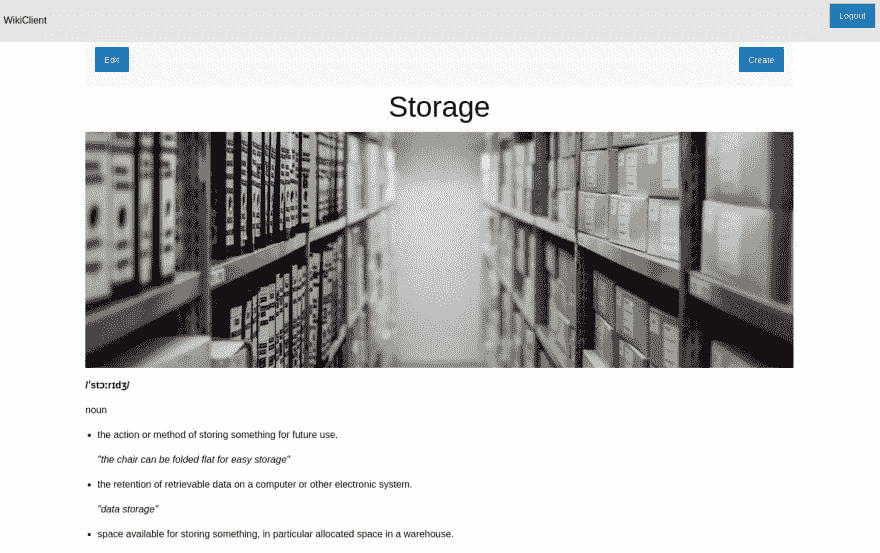 WikiClient
Logout
Edit
Create
Storage
/ˈstɔːrɪdʒ/
noun
the action or method of storing something for future use.
"the chair can be folded flat for easy storage"
the retention of retrievable data on a computer or other electronic system.
"data storage"
space available for storing something, in particular allocated space in a warehouse.